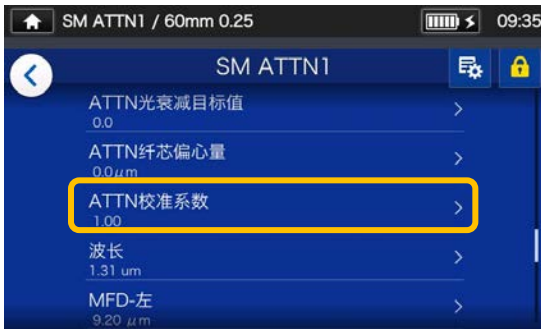 SM ATTN1 / 60mm 0.25
09:35
SM ATTN1
ATTN光衰减目标值
0.0
ATTN纤芯偏心量
0.0μm
ATTN校准系数
1.00
波长
1.31 um
MFD-左
9.20 μm